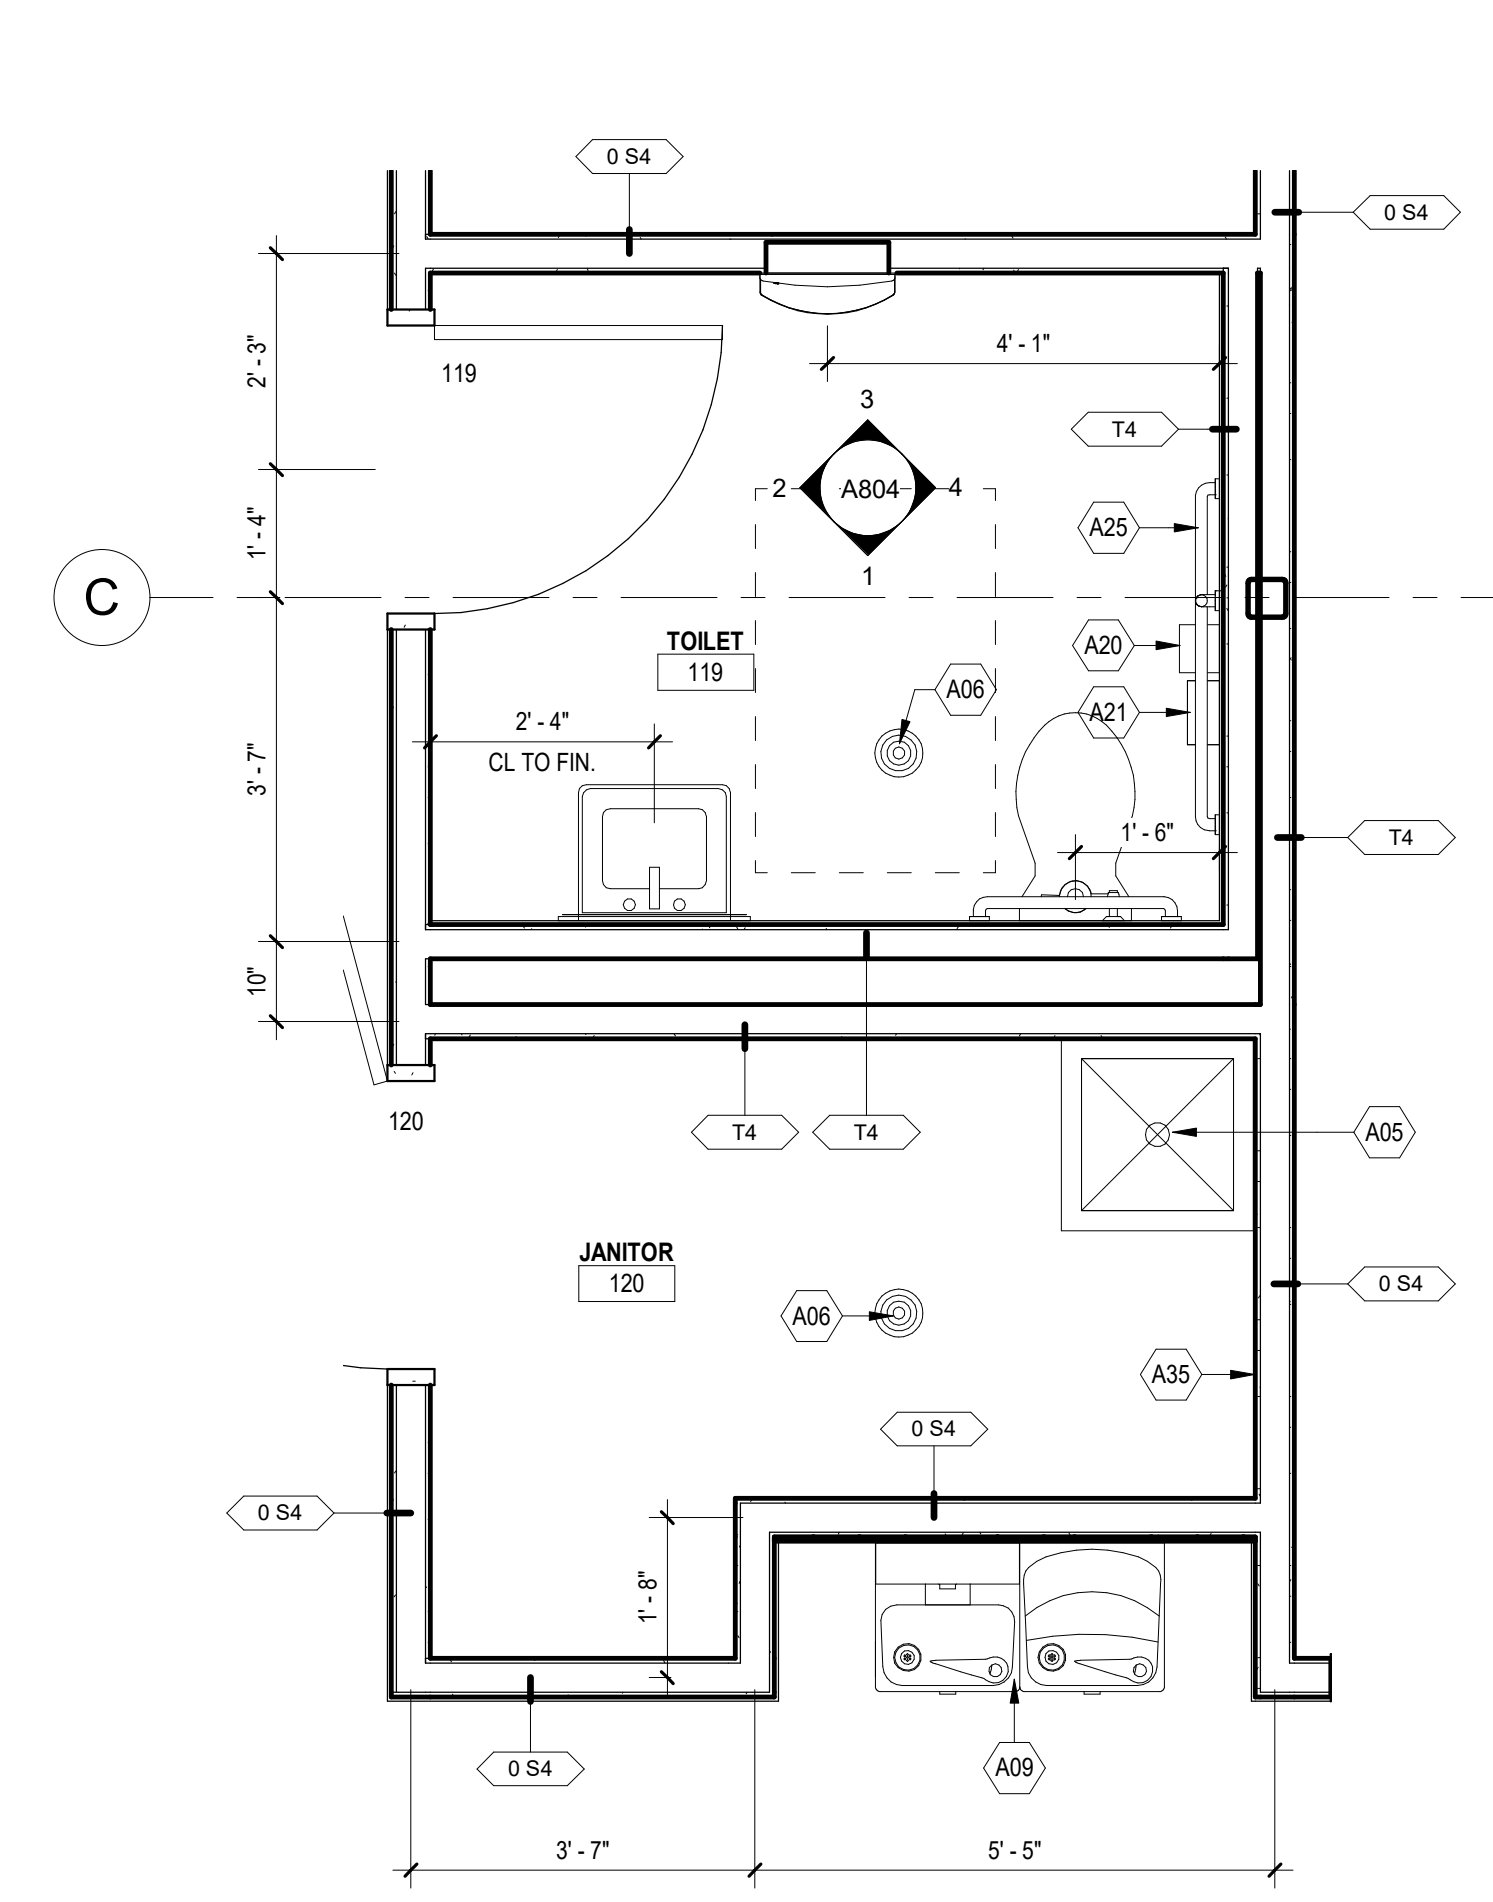 0 S4
0 S4
2' - 3"
4' - 1"
119
3
T4
2
A804
4
A25
1' - 4"
1
C
TOILET
119
A20
A06
A21
2' - 4"
CL TO FIN.
3' - 7"
1' - 6"
T4
10"
120
T4
T4
A05
JANITOR
120
0 S4
A06
A35
0 S4
0 S4
1' - 8"
0 S4
A09
3' - 7"
5' - 5"